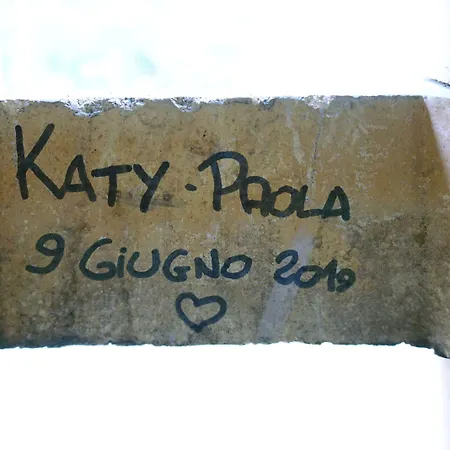 KATY · PAOLA
9 GIUGNO 2019